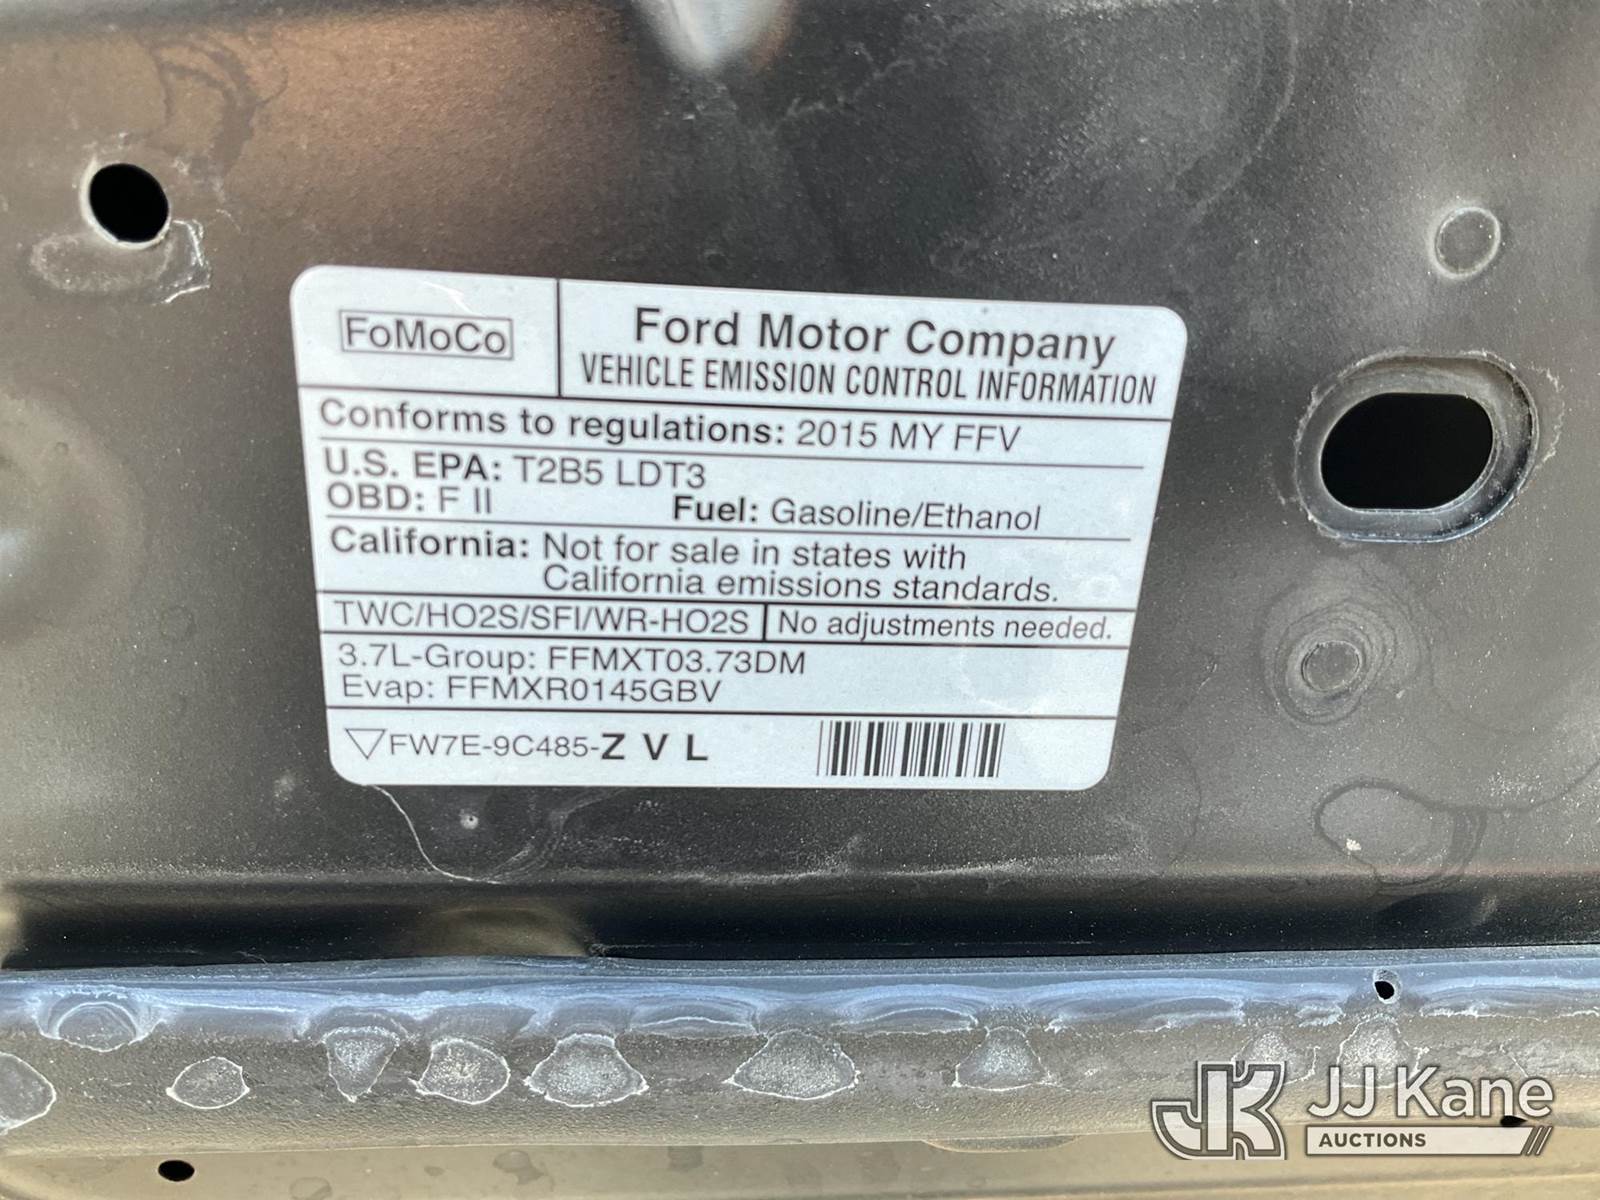 FoMoCo
Ford Motor Company
VEHICLE EMISSION CONTROL INFORMATION
Conforms to regulations: 2015 MY FFV
U.S. EPA: T2B5 LDT3
OBD: F II Fuel: Gasoline/Ethanol
California: Not for sale in states with
California emissions standards.
TWC/HO2S/SFI/WR-HO2S No adjustments needed.
3.7L-Group: FFMXT03.73DM
Evap: FFMXR0145GBV
FW7E-9C485-Z V L
JK JJ Kane
AUCTIONS